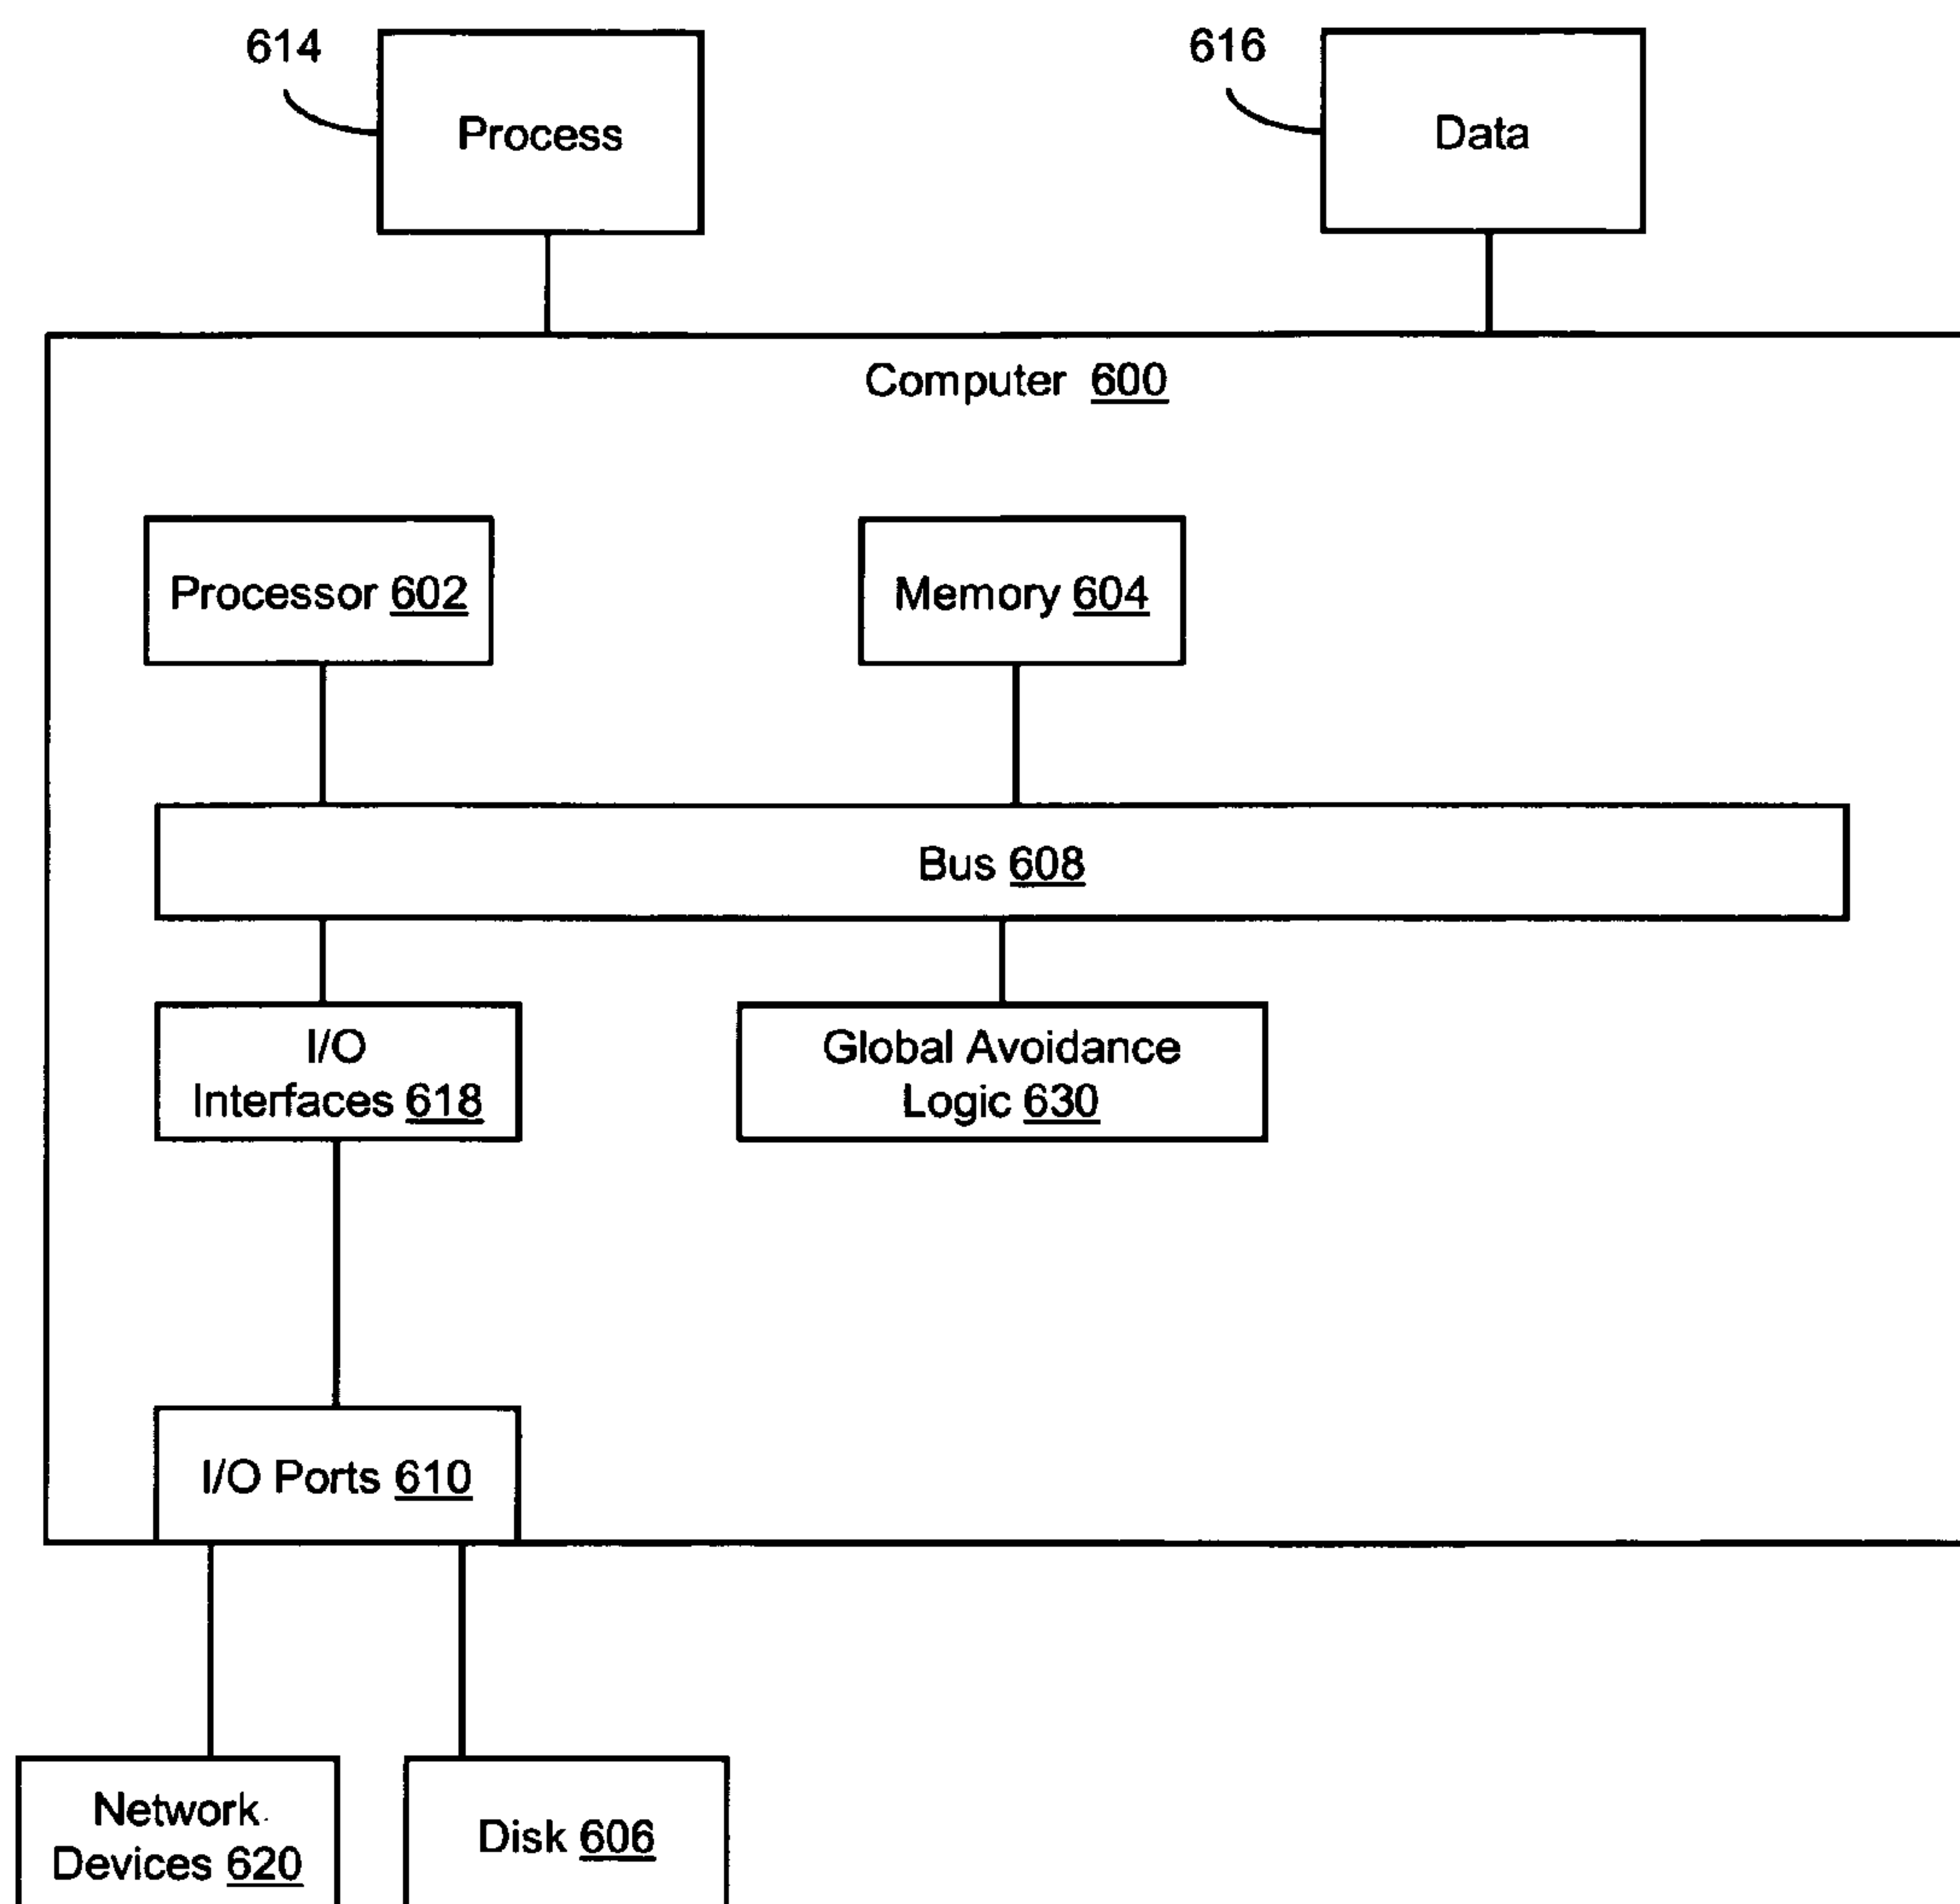 614
Process
616
Data
Computer 600
Processor 602
Memory 604
Bus 608
I/O
Interfaces 618
Global Avoidance
Logic 630
I/O Ports 610
Network
Devices 620
Disk 606